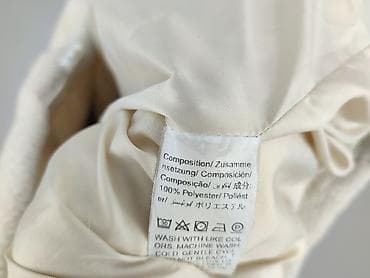 Composition/ Zusamme
nsetzung/ Composición/
Composição/ 成分:
100% Polyester/ Poliést
er/ ポリエステル
WASH WITH LIKE COL
ORS. MACHINE WASH
COLD. GENTLE CYC